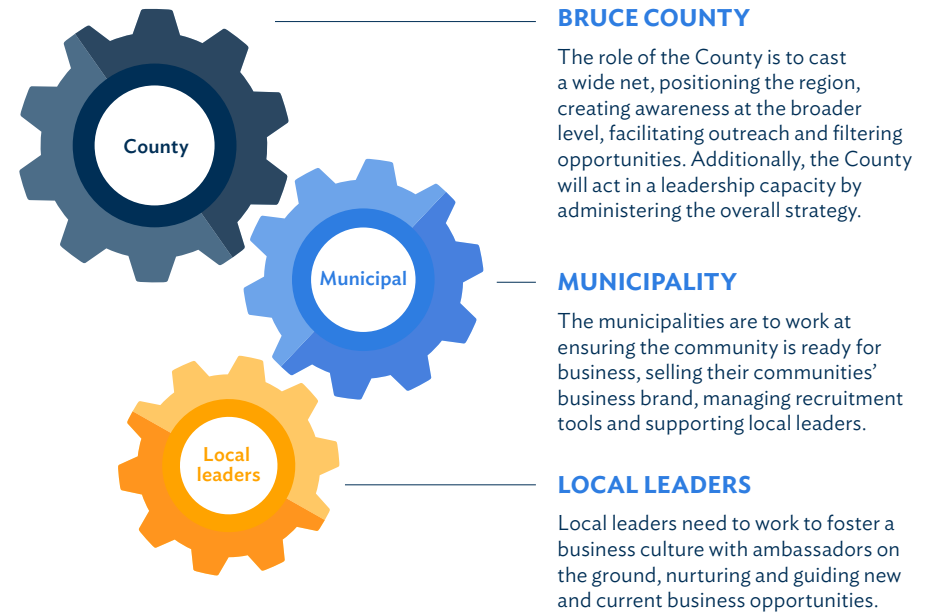 County
Municipal
Local
leaders
BRUCE COUNTY
The role of the County is to cast
a wide net, positioning the region,
creating awareness at the broader
level, facilitating outreach and filtering
opportunities. Additionally, the County
will act in a leadership capacity by
administering the overall strategy.
MUNICIPALITY
The municipalities are to work at
ensuring the community is ready for
business, selling their communities’
business brand, managing recruitment
tools and supporting local leaders.
LOCAL LEADERS
Local leaders need to work to foster a
business culture with ambassadors on
the ground, nurturing and guiding new
and current business opportunities.